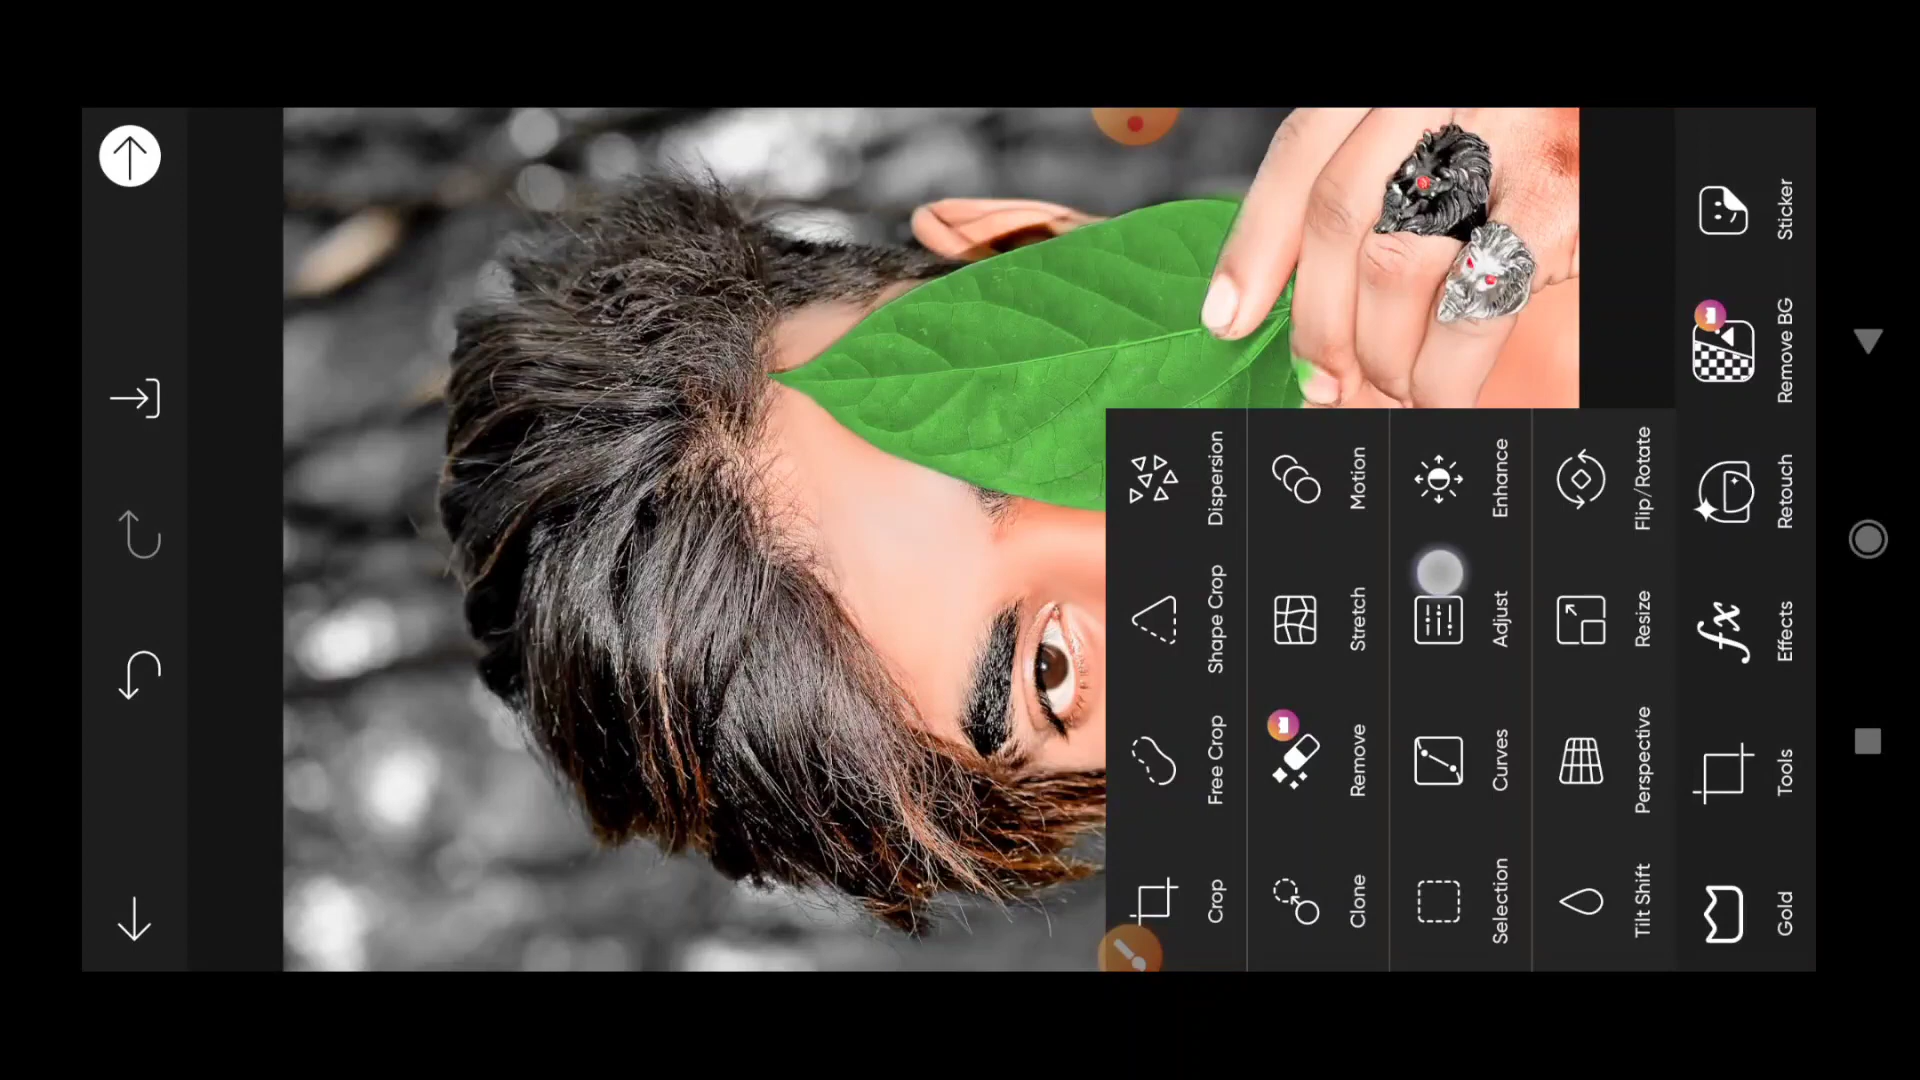 Crop
Free Crop
Shape Crop
Dispersion
Clone
Remove
Stretch
Motion
Selection
Curves
Adjust
Enhance
Tilt Shift
Perspective
Resize
Flip/Rotate
Gold
Tools
fx
Effects
Retouch
Remove BG
Sticker